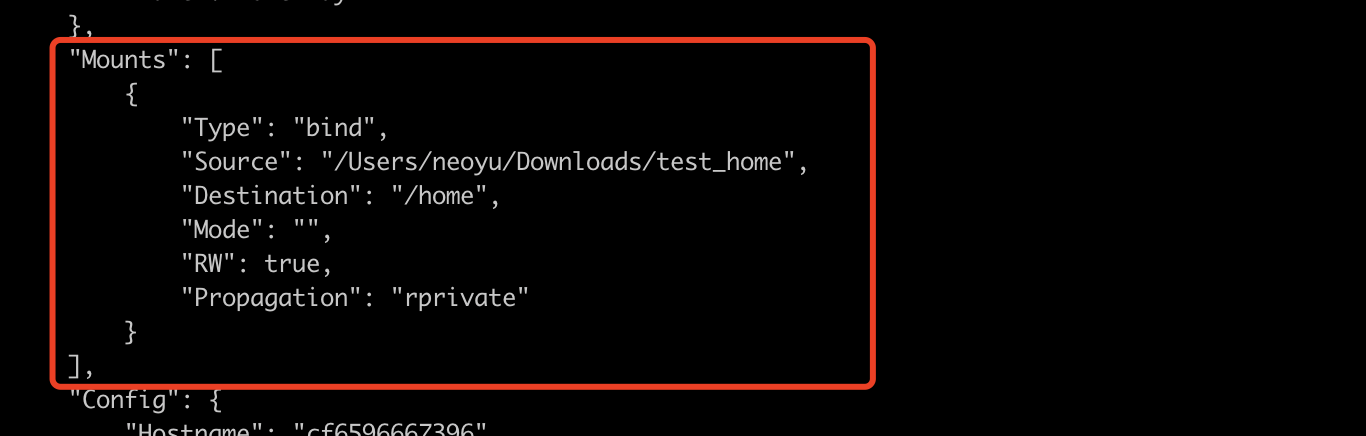 },
"Mounts": [
{
"Type": "bind",
"Source": "/Users/neoyu/Downloads/test_home",
"Destination": "/home",
"Mode": "",
"RW": true,
"Propagation": "rprivate"
}
],
"Config": {
"Hostname": "cf6596667396"